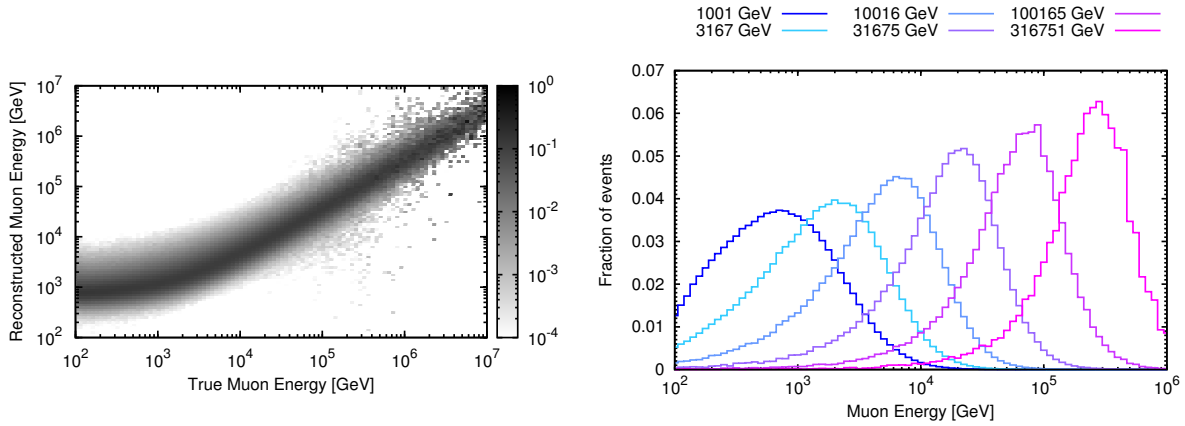 10^7
10^6
10^5
10^4
10^3
10^2
Reconstructed Muon Energy [GeV]
10^2 10^3 10^4 10^5 10^6 10^7
True Muon Energy [GeV]
10^0
10^-1
10^-2
10^-3
10^-4
1001 GeV 10016 GeV 100165 GeV
3167 GeV 31675 GeV 316751 GeV
0.07
0.06
0.05
0.04
0.03
0.02
0.01
0
Fraction of events
10^2 10^3 10^4 10^5 10^6
Muon Energy [GeV]